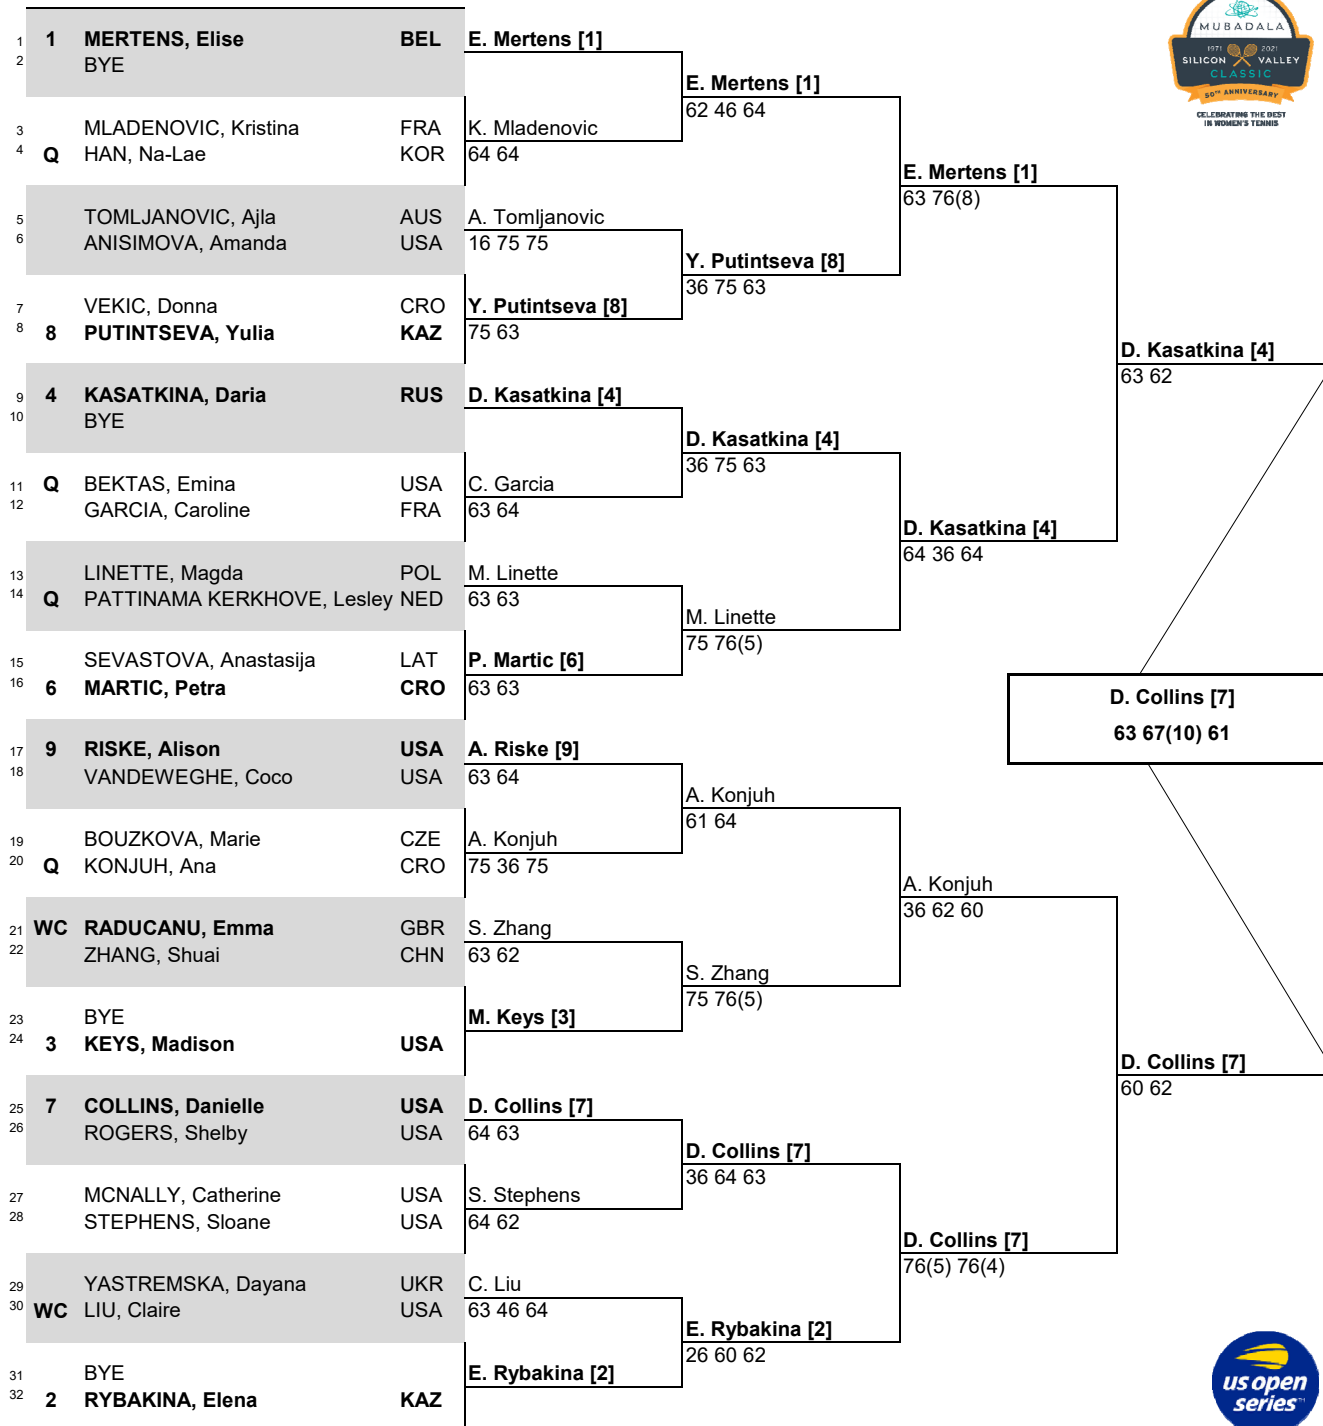 MUBADALA
1971 2021
SILICON VALLEY
CLASSIC
50TH ANNIVERSARY
CELEBRATING THE BEST
IN WOMEN'S TENNIS
1 1 MERTENS, Elise BEL E. Mertens [1]
2 BYE
E. Mertens [1]
62 46 64
3 MLADENOVIC, Kristina FRA K. Mladenovic
4 Q HAN, Na-Lae KOR 64 64
E. Mertens [1]
63 76(8)
5 TOMLJANOVIC, Ajla AUS A. Tomljanovic
6 ANISIMOVA, Amanda USA 16 75 75
Y. Putintseva [8]
36 75 63
7 VEKIC, Donna CRO Y. Putintseva [8]
8 8 PUTINTSEVA, Yulia KAZ 75 63
D. Kasatkina [4]
63 62
9 4 KASATKINA, Daria RUS D. Kasatkina [4]
10 BYE
D. Kasatkina [4]
36 75 63
11 Q BEKTAS, Emina USA C. Garcia
12 GARCIA, Caroline FRA 63 64
D. Kasatkina [4]
64 36 64
13 LINETTE, Magda POL M. Linette
14 Q PATTINAMA KERKHOVE, Lesley NED 63 63
M. Linette
75 76(5)
15 SEVASTOVA, Anastasija LAT P. Martic [6]
16 6 MARTIC, Petra CRO 63 63
D. Collins [7]
63 67(10) 61
17 9 RISKE, Alison USA A. Riske [9]
18 VANDEWEGHE, Coco USA 63 64
A. Konjuh
61 64
19 BOUZKOVA, Marie CZE A. Konjuh
20 Q KONJUH, Ana CRO 75 36 75
A. Konjuh
36 62 60
21 WC RADUCANU, Emma GBR S. Zhang
22 ZHANG, Shuai CHN 63 62
S. Zhang
75 76(5)
23 BYE M. Keys [3]
24 3 KEYS, Madison USA
D. Collins [7]
60 62
25 7 COLLINS, Danielle USA D. Collins [7]
26 ROGERS, Shelby USA 64 63
D. Collins [7]
36 64 63
27 MCNALLY, Catherine USA S. Stephens
28 STEPHENS, Sloane USA 64 62
D. Collins [7]
76(5) 76(4)
29 YASTREMSKA, Dayana UKR C. Liu
30 WC LIU, Claire USA 63 46 64
E. Rybakina [2]
26 60 62
31 BYE E. Rybakina [2]
32 2 RYBAKINA, Elena KAZ
us open
series